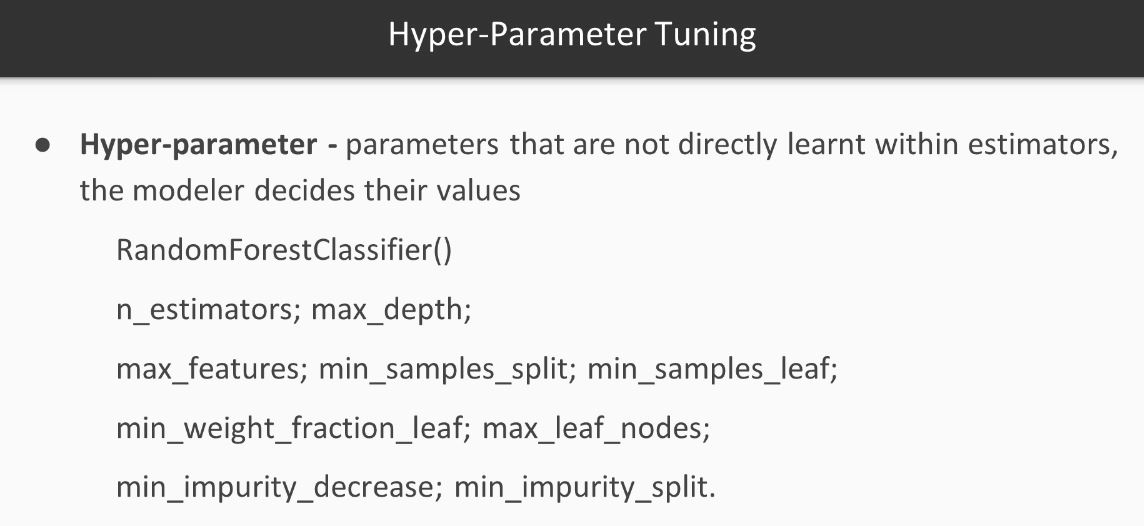 Hyper-Parameter Tuning
● Hyper-parameter - parameters that are not directly learnt within estimators,
the modeler decides their values
RandomForestClassifier()
n_estimators; max_depth;
max_features; min_samples_split; min_samples_leaf;
min_weight_fraction_leaf; max_leaf_nodes;
min_impurity_decrease; min_impurity_split.